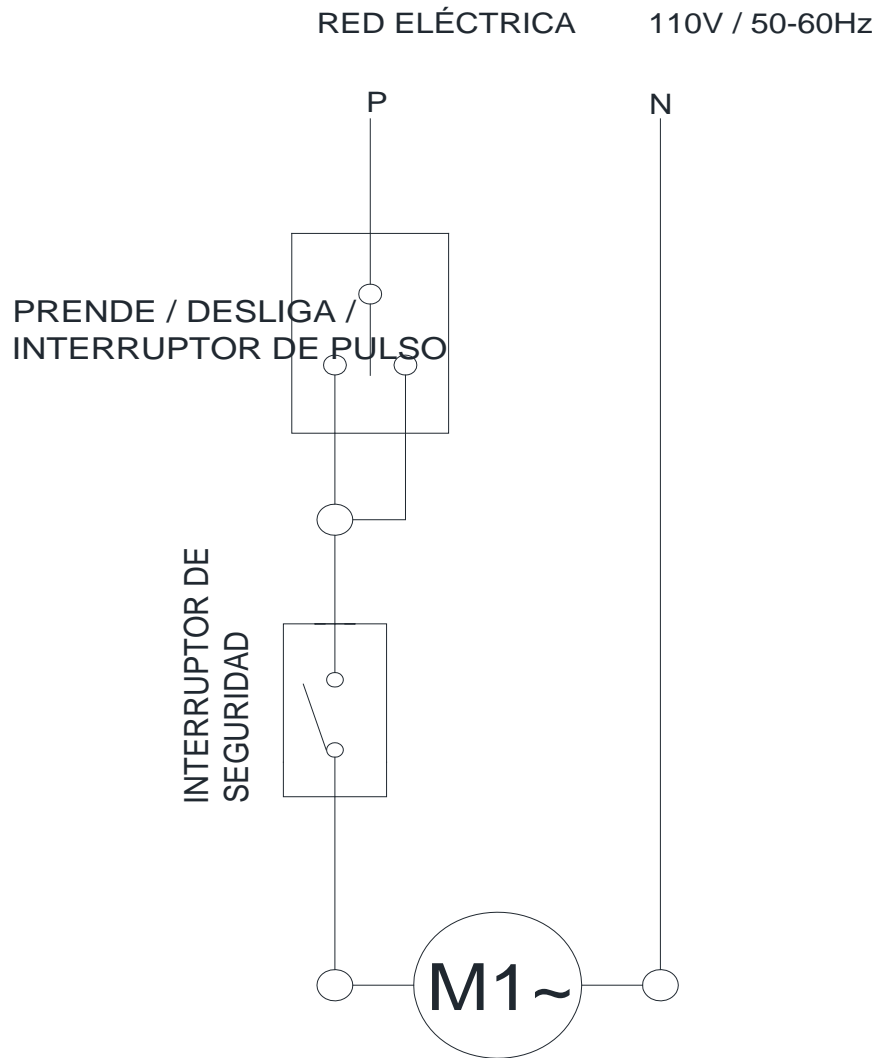 RED ELÉCTRICA 110V / 50-60Hz
P N
PRENDE / DESLIGA /
INTERRUPTOR DE PULSO
INTERRUPTOR DE
SEGURIDAD
M1~